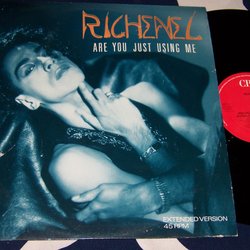 RICHENEL
ARE YOU JUST USING ME
EXTENDED VERSION
45 RPM